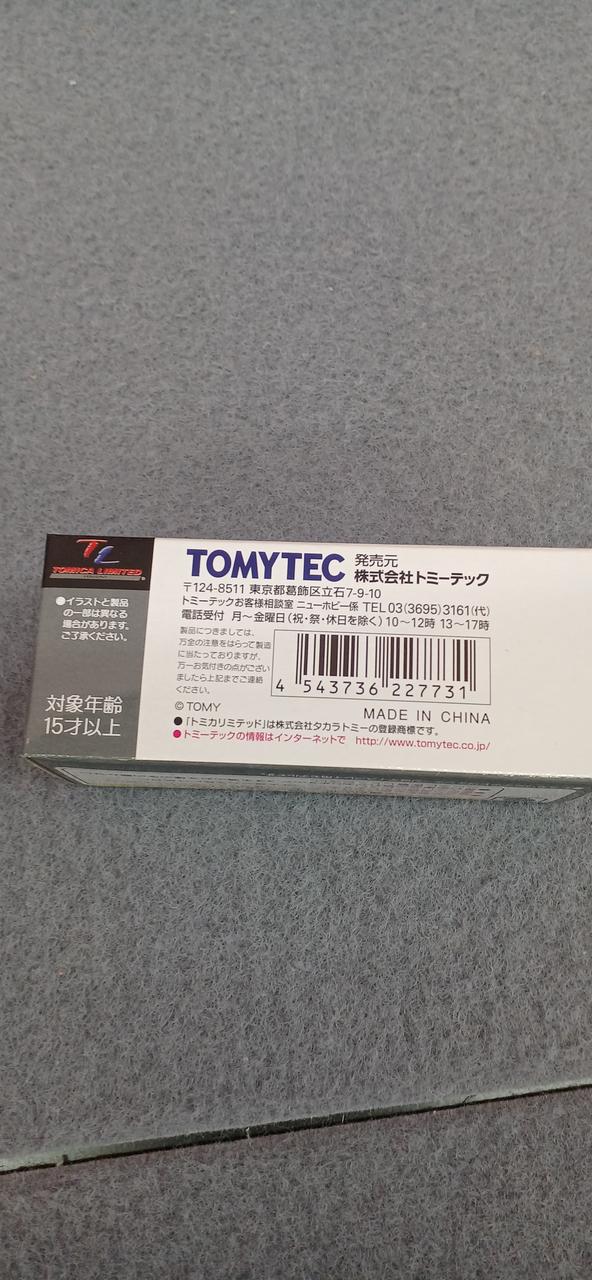 TL
TOMICA LIMITED
●イラストと製品
の一部は異なる
場合があります。
ご了承ください。
対象年齢
15才以上
TOMYTEC 発売元
株式会社トミーテック
〒124-8511 東京都葛飾区立石7-9-10
トミーテックお客様相談室 ニューホビー係 TEL 03(3695)3161(代)
電話受付 月〜金曜日(祝・祭・休日を除く)10〜12時 13〜17時
製品につきましては、
万全の注意をはらって製造
に当たっておりますが、
万一お気付きの点がござい
ましたら上記までご連絡
ください。
4 543736 227731
© TOMY
MADE IN CHINA
●「トミカリミテッド」は株式会社タカラトミーの登録商標です。
●トミーテックの情報はインターネットで http://www.tomytec.co.jp/